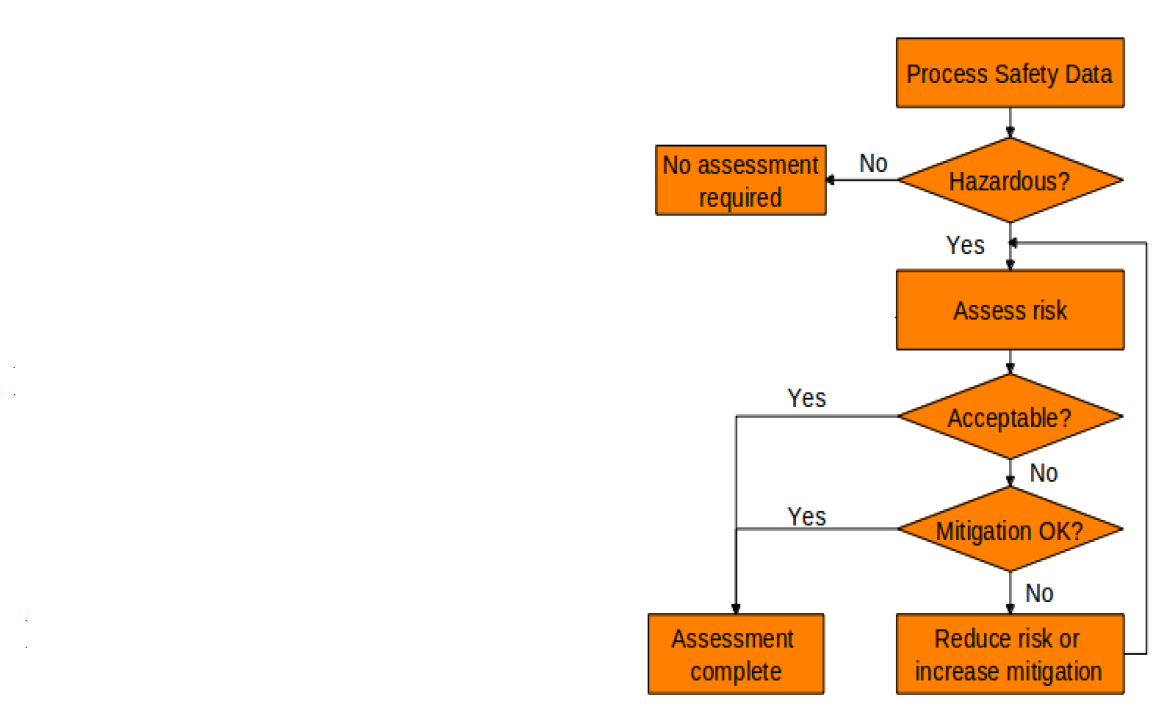 Process Safety Data
No assessment
required
No
Hazardous?
Yes
Assess risk
Yes
Acceptable?
No
Yes
Mitigation OK?
No
Assessment
complete
Reduce risk or
increase mitigation